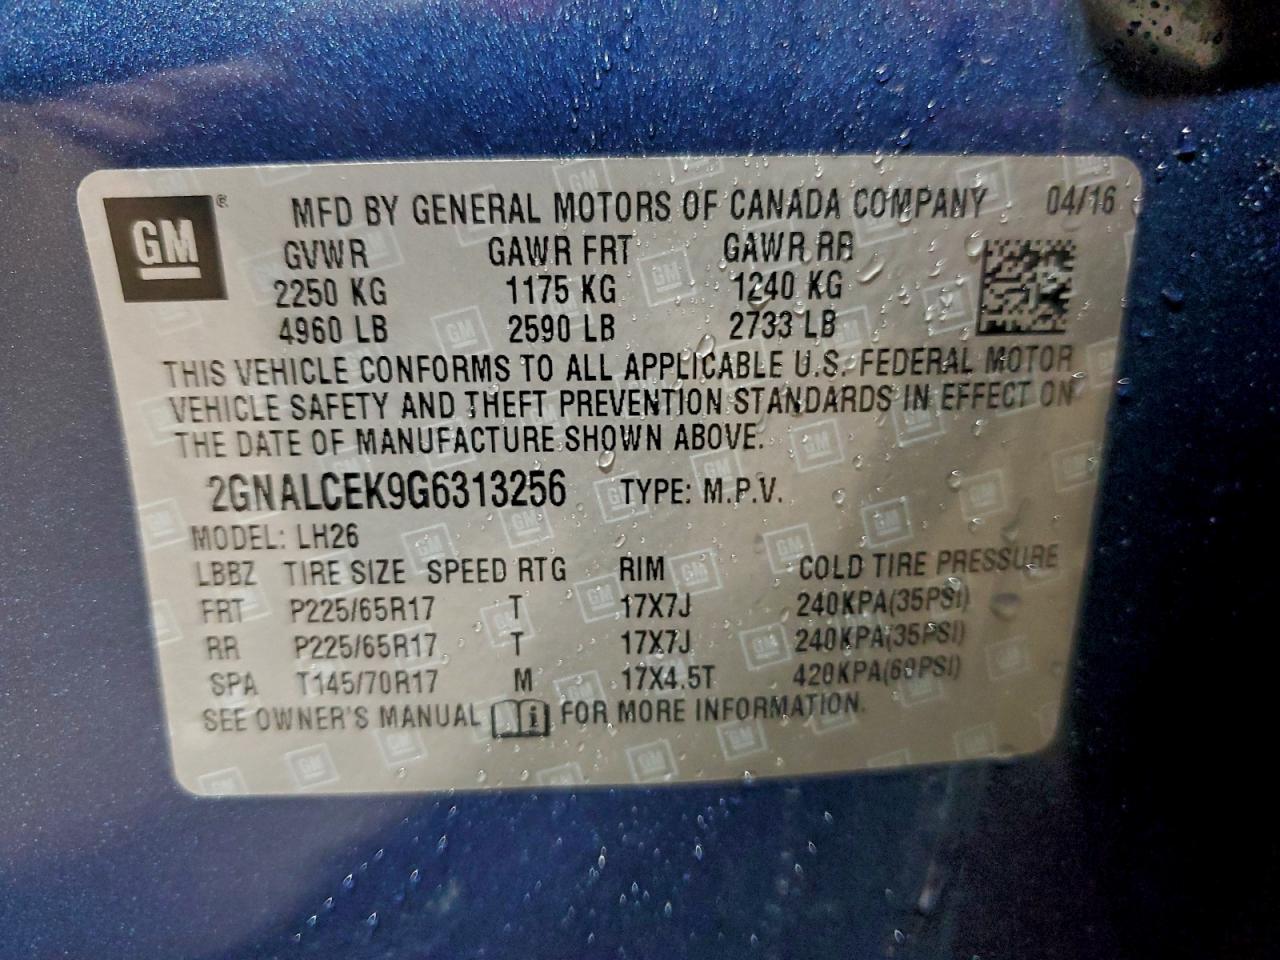 GM ® MFD BY GENERAL MOTORS OF CANADA COMPANY 04/16
GVWR GAWR FRT GAWR RR
2250 KG 1175 KG 1240 KG
4960 LB 2590 LB 2733 LB
THIS VEHICLE CONFORMS TO ALL APPLICABLE U.S. FEDERAL MOTOR
VEHICLE SAFETY AND THEFT PREVENTION STANDARDS IN EFFECT ON
THE DATE OF MANUFACTURE SHOWN ABOVE.
2GNALCEK9G6313256 TYPE: M.P.V.
MODEL: LH26
LBBZ TIRE SIZE SPEED RTG RIM COLD TIRE PRESSURE
FRT P225/65R17 T 17X7J 240KPA(35PSI)
RR P225/65R17 T 17X7J 240KPA(35PSI)
SPA T145/70R17 M 17X4.5T 420KPA(60PSI)
SEE OWNER'S MANUAL i FOR MORE INFORMATION.